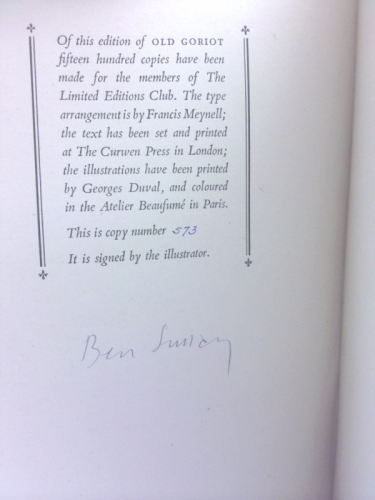 Of this edition of OLD GORIOT
fifteen hundred copies have been
made for the members of The
Limited Editions Club. The type
arrangement is by Francis Meynell;
the text has been set and printed
at The Curwen Press in London;
the illustrations have been printed
by Georges Duval, and coloured
in the Atelier Beaufumé in Paris.
This is copy number 573
It is signed by the illustrator.
Ben